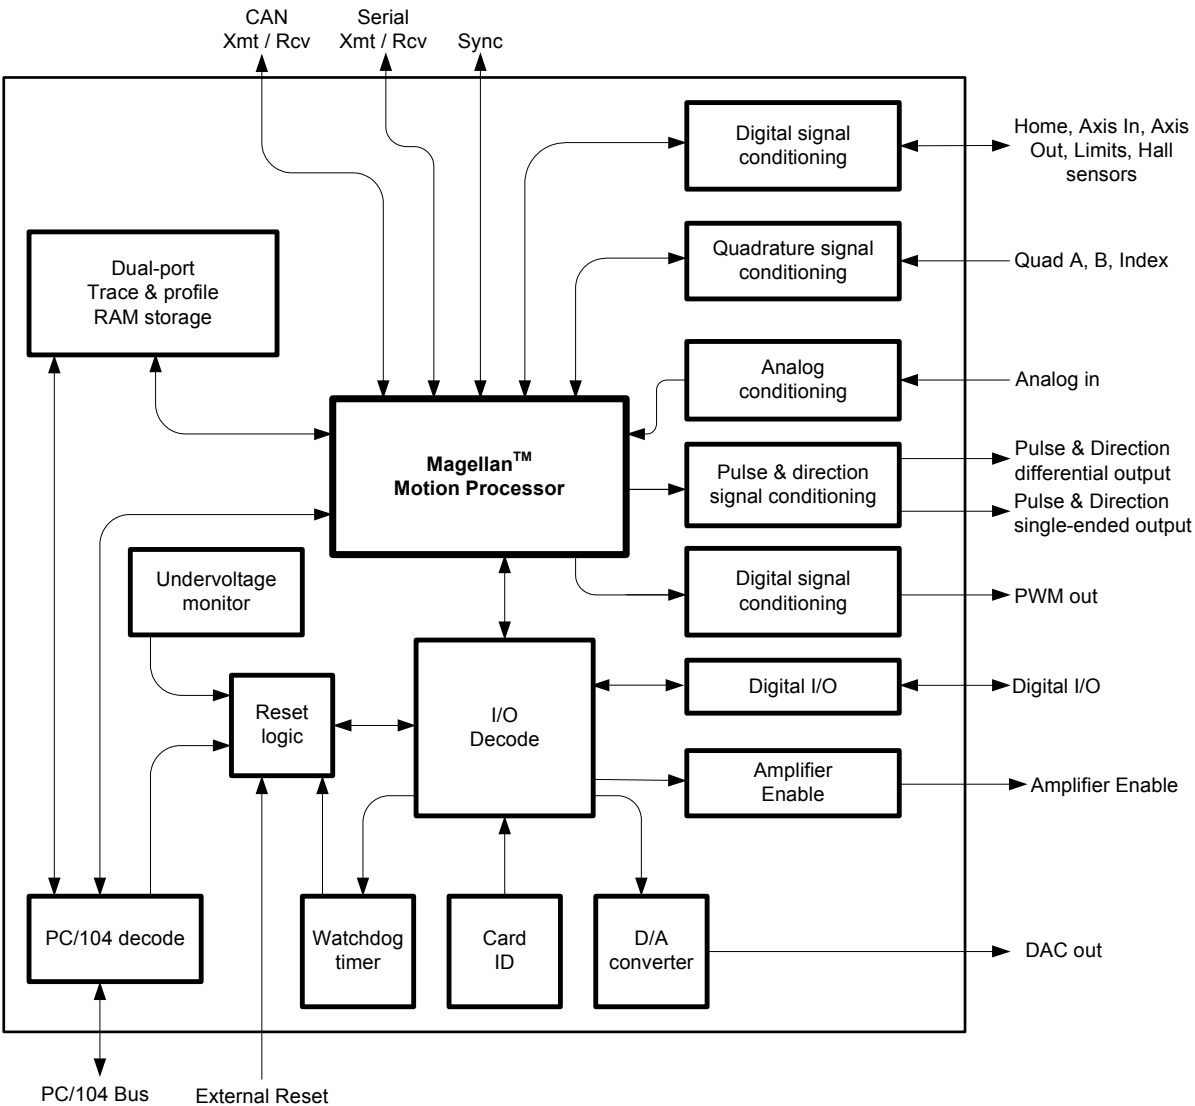 CAN
Xmt / Rcv
Serial
Xmt / Rcv
Sync
Digital signal
conditioning
Home, Axis In, Axis
Out, Limits, Hall
sensors
Dual-port
Trace & profile
RAM storage
Quadrature signal
conditioning
Quad A, B, Index
Analog
conditioning
Analog in
Magellan™
Motion Processor
Pulse & direction
signal conditioning
Pulse & Direction
differential output
Pulse & Direction
single-ended output
Undervoltage
monitor
Digital signal
conditioning
PWM out
Reset
logic
I/O
Decode
Digital I/O
Digital I/O
Amplifier
Enable
Amplifier Enable
PC/104 decode
Watchdog
timer
Card
ID
D/A
converter
DAC out
PC/104 Bus
External Reset